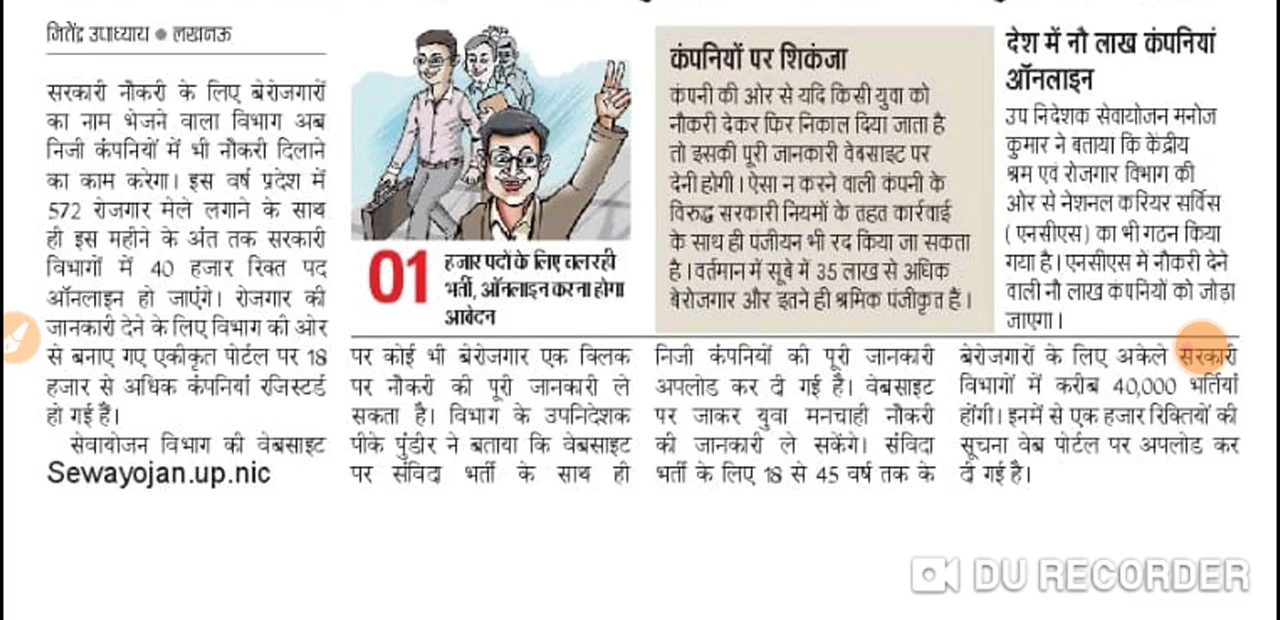 जितेंद्र उपाध्याय ● लखनऊ
सरकारी नौकरी के लिए बेरोजगारों
का नाम भेजने वाला विभाग अब
निजी कंपनियों में भी नौकरी दिलाने
का काम करेगा। इस वर्ष प्रदेश में
572 रोजगार मेले लगाने के साथ
ही इस महीने के अंत तक सरकारी
विभागों में 40 हजार रिक्त पद
ऑनलाइन हो जाएंगे। रोजगार की
जानकारी देने के लिए विभाग की ओर
से बनाए गए एकीकृत पोर्टल पर 18
हजार से अधिक कंपनियां रजिस्टर्ड
हो गई हैं।
सेवायोजन विभाग की वेबसाइट
Sewayojan.up.nic
01 हजार पदों के लिए चल रही
भर्ती, ऑनलाइन करना होगा
आवेदन
पर कोई भी बेरोजगार एक क्लिक
पर नौकरी की पूरी जानकारी ले
सकता है। विभाग के उपनिदेशक
पीके पुंडीर ने बताया कि वेबसाइट
पर संविदा भर्ती के साथ ही
कंपनियों पर शिकंजा
कंपनी की ओर से यदि किसी युवा को
नौकरी देकर फिर निकाल दिया जाता है
तो इसकी पूरी जानकारी वेबसाइट पर
देनी होगी। ऐसा न करने वाली कंपनी के
विरुद्ध सरकारी नियमों के तहत कार्रवाई
के साथ ही पंजीयन भी रद किया जा सकता
है। वर्तमान में सूबे में 35 लाख से अधिक
बेरोजगार और इतने ही श्रमिक पंजीकृत हैं।
निजी कंपनियों की पूरी जानकारी
अपलोड कर दी गई है। वेबसाइट
पर जाकर युवा मनचाही नौकरी
की जानकारी ले सकेंगे। संविदा
भर्ती के लिए 18 से 45 वर्ष तक के
देश में नौ लाख कंपनियां
ऑनलाइन
उप निदेशक सेवायोजन मनोज
कुमार ने बताया कि केंद्रीय
श्रम एवं रोजगार विभाग की
ओर से नेशनल करियर सर्विस
( एनसीएस) का भी गठन किया
गया है। एनसीएस में नौकरी देने
वाली नौ लाख कंपनियों को जोड़ा
जाएगा।
बेरोजगारों के लिए अकेले सरकारी
विभागों में करीब 40,000 भर्तियां
होंगी। इनमें से एक हजार रिक्तियों की
सूचना वेब पोर्टल पर अपलोड कर
दी गई है।
DU RECORDER